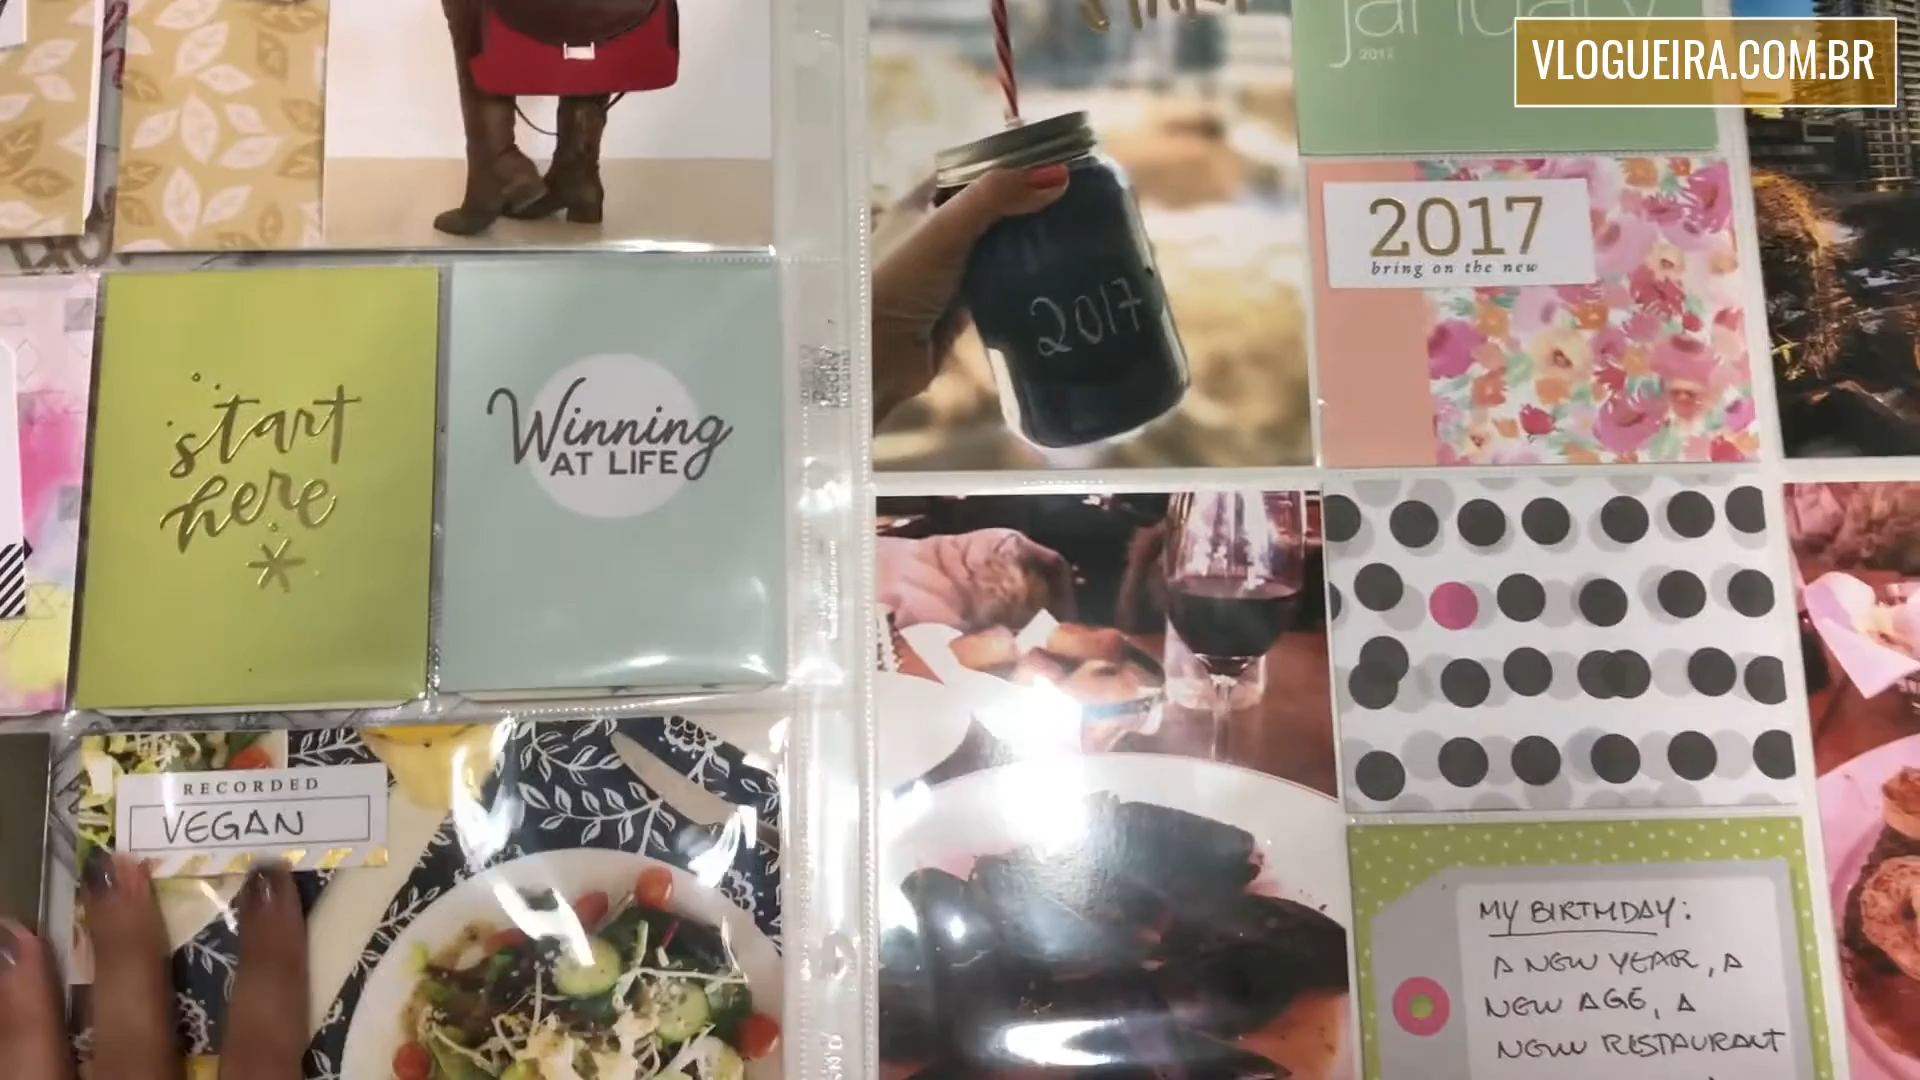 january
2017
VLOGUEIRA.COM.BR
2017
bring on the new
2017
start
here
Winning
AT LIFE
RECORDED
VEGAN
MY BIRTHDAY:
A NEW YEAR, A
NEW AGE, A
NEW RESTAURANT